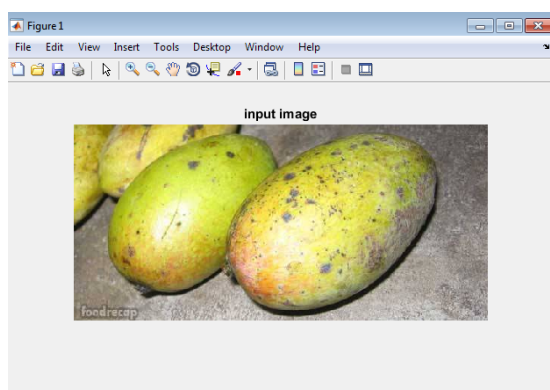 Figure 1
File Edit View Insert Tools Desktop Window Help
input image
foodrecap